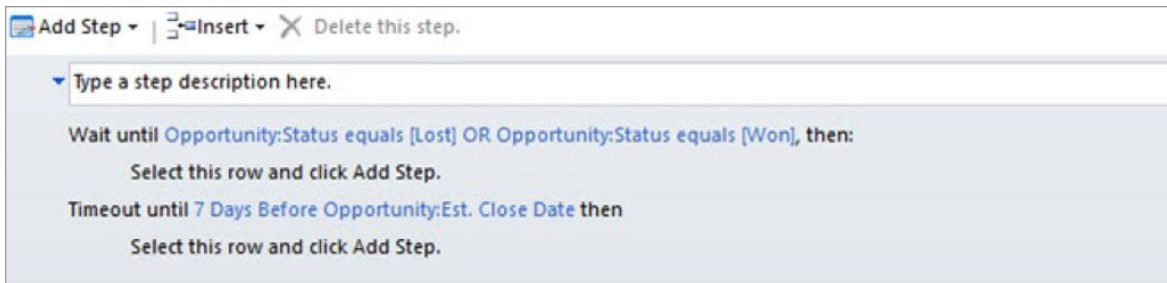 Add Step Insert Delete this step.
Type a step description here.
Wait until Opportunity:Status equals [Lost] OR Opportunity:Status equals [Won], then:
Select this row and click Add Step.
Timeout until 7 Days Before Opportunity:Est. Close Date then
Select this row and click Add Step.